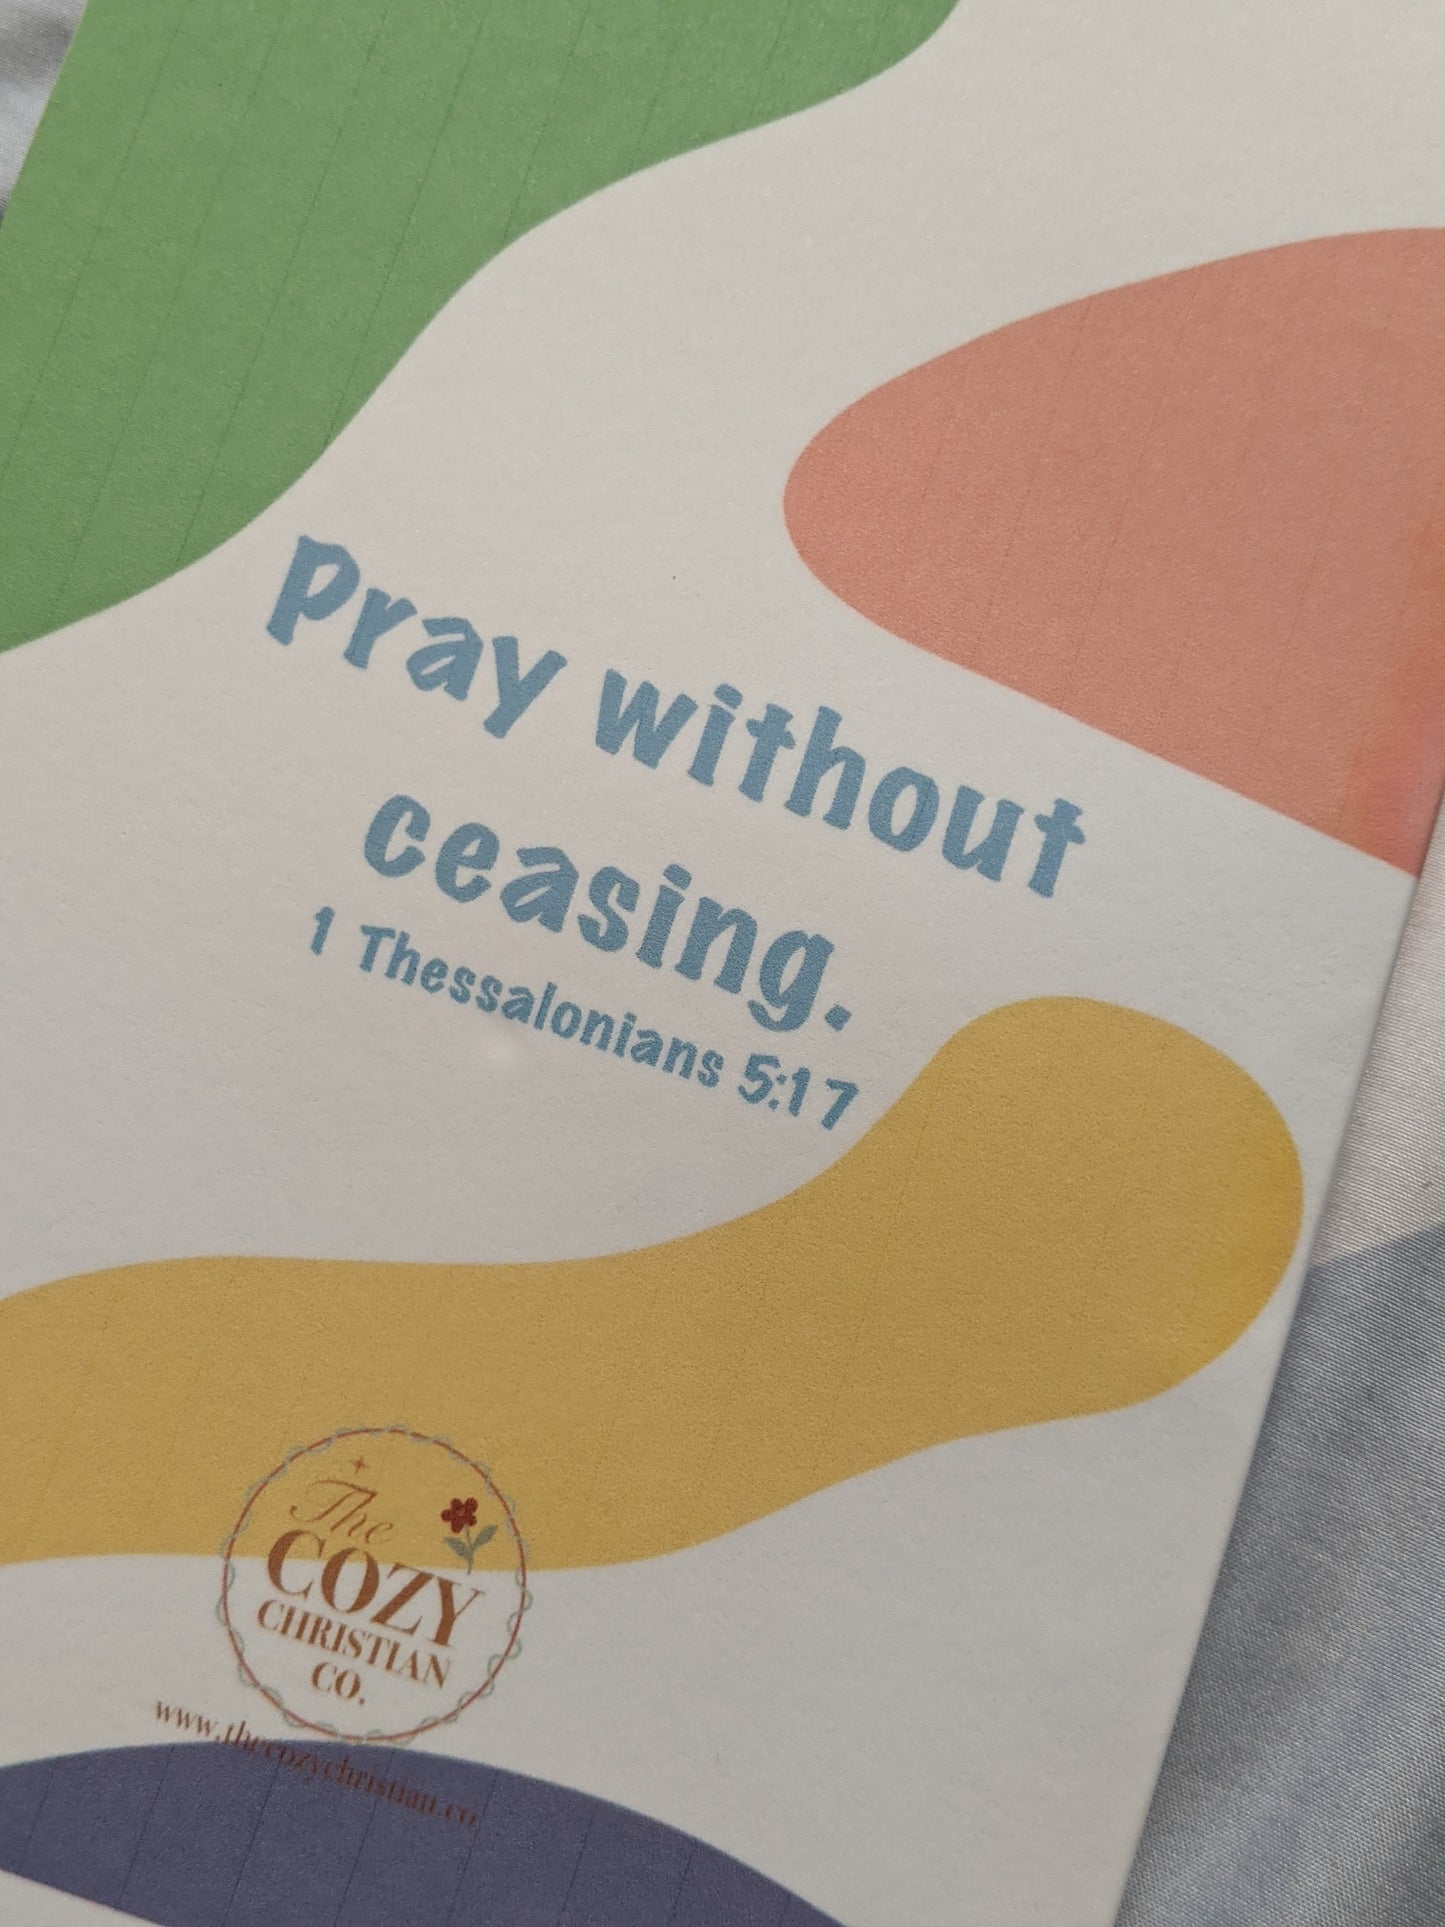 Pray without
ceasing.
1 Thessalonians 5:17
The
COZY
CHRISTIAN
CO.
www.thecozychristian.co